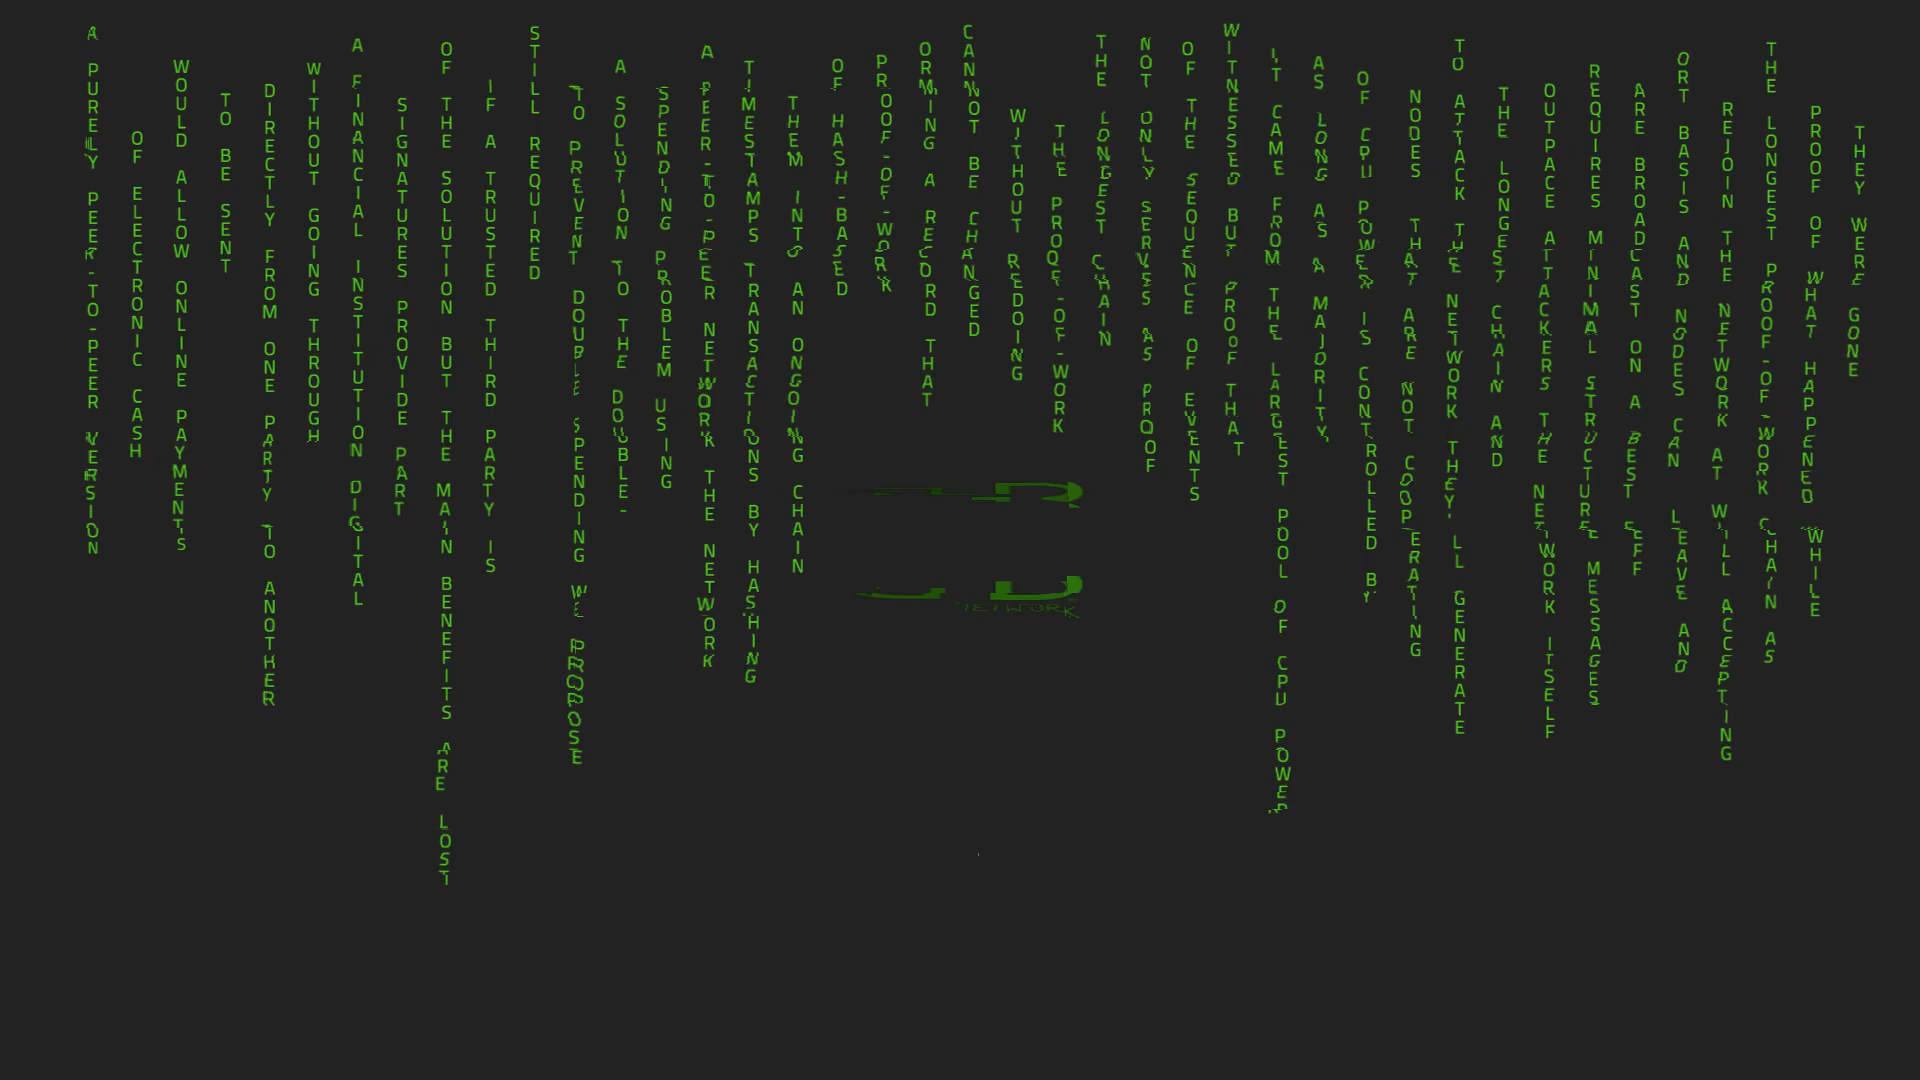 A PURELY PEER-TO-PEER VERSION
OF ELECTRONIC CASH
WOULD ALLOW ONLINE PAYMENTS
TO BE SENT
DIRECTLY FROM ONE PARTY TO ANOTHER
WITHOUT GOING THROUGH
A FINANCIAL INSTITUTION DIGITAL
SIGNATURES PROVIDE PART
OF THE SOLUTION BUT THE MAIN BENEFITS ARE LOST
IF A TRUSTED THIRD PARTY IS
STILL REQUIRED
TO PREVENT DOUBLE SPENDING WE PROPOSE
A SOLUTION TO THE DOUBLE-
SPENDING PROBLEM USING
A PEER-TO-PEER NETWORK THE NETWORK
TIMESTAMPS TRANSACTIONS BY HASHING
THEM INTO AN ONGOING CHAIN
OF HASH-BASED
PROOF-OF-WORK
ORMING A RECORD THAT
CANNOT BE CHANGED
WITHOUT REDOING
THE PROOF-OF-WORK
THE LONGEST CHAIN
NOT ONLY SERVES AS PROOF
OF THE SEQUENCE OF EVENTS
WITNESSED BUT PROOF THAT
IT CAME FROM THE LARGEST POOL OF CPU POWER
AS LONG AS A MAJORITY
OF CPU POWER IS CONTROLLED BY
NODES THAT ARE NOT COOPERATING
TO ATTACK THE NETWORK THEY'LL GENERATE
THE LONGEST CHAIN AND
OUTPACE ATTACKERS THE NETWORK ITSELF
REQUIRES MINIMAL STRUCTURE MESSAGES
ARE BROADCAST ON A BEST EFF
ORT BASIS AND NODES CAN LEAVE AND
REJOIN THE NETWORK AT WILL ACCEPTING
THE LONGEST PROOF-OF-WORK CHAIN AS
PROOF OF WHAT HAPPENED WHILE
THEY WERE GONE
NETWORK